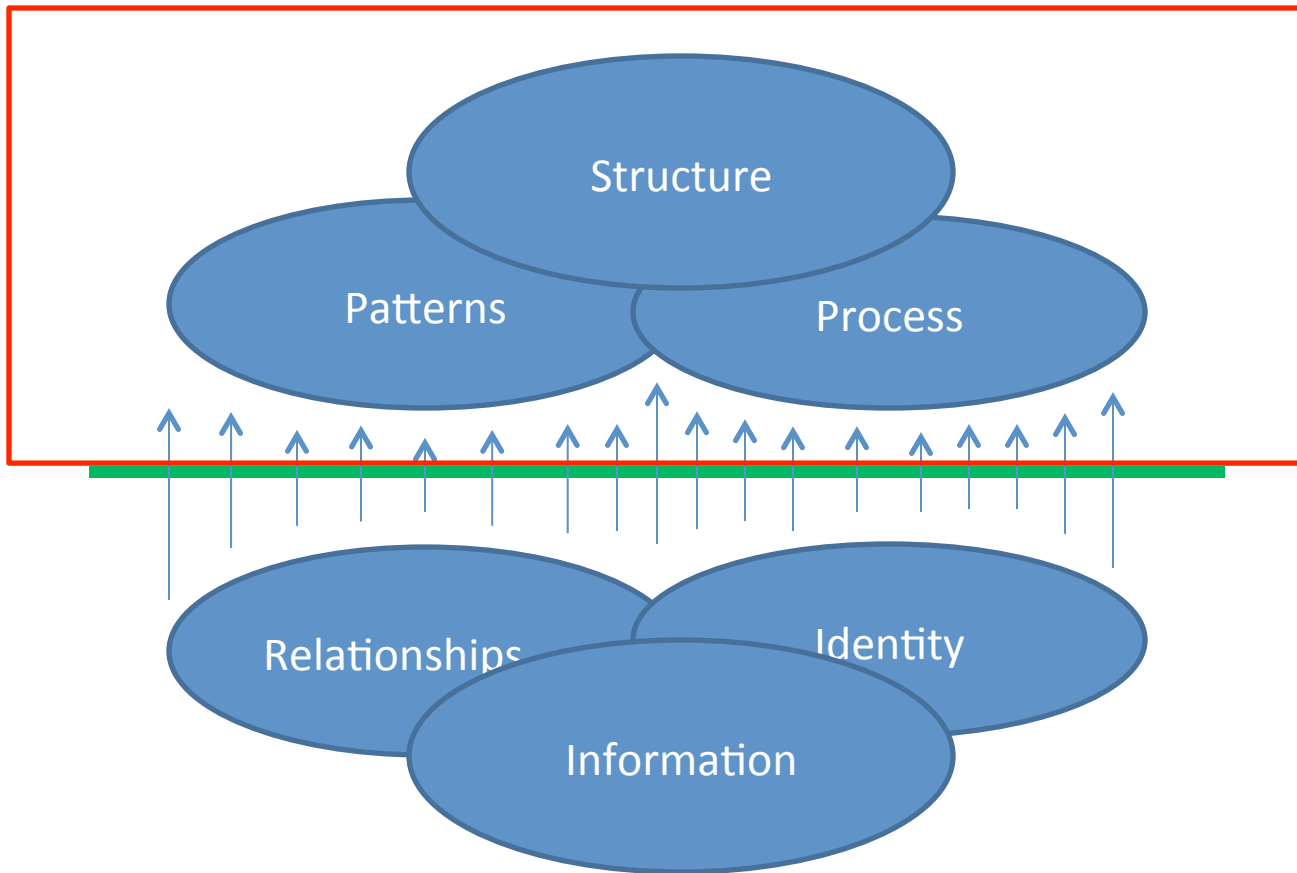 Structure
Patterns
Process
Relationships
Identity
Information